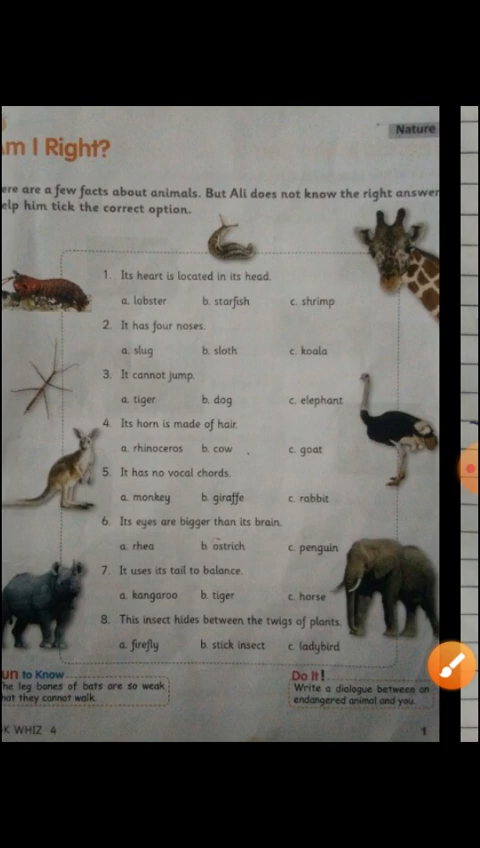 Nature
m I Right?
ere are a few facts about animals. But Ali does not know the right answer
elp him tick the correct option.
1. Its heart is located in its head.
a. lobster b. starfish c. shrimp
2. It has four noses.
a. slug b. sloth c. koala
3. It cannot jump.
a. tiger b. dog c. elephant
4. Its horn is made of hair.
a. rhinoceros b. cow c. goat
5. It has no vocal chords.
a. monkey b. giraffe c. rabbit
6. Its eyes are bigger than its brain.
a. rhea b. ostrich c. penguin
7. It uses its tail to balance.
a. kangaroo b. tiger c. horse
8. This insect hides between the twigs of plants.
a. firefly b. stick insect c. ladybird
un to Know
he leg bones of bats are so weak
hat they cannot walk.
Do It!
Write a dialogue between an
endangered animal and you.
K WHIZ 4
1